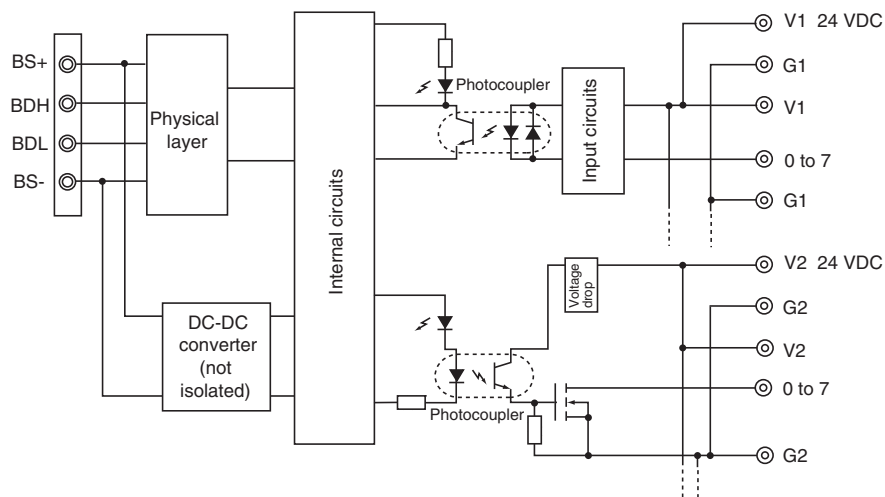 BS+
BDH
BDL
BS-
Physical
layer
DC-DC
converter
(not
isolated)
Internal circuits
Photocoupler
Input circuits
V1 24 VDC
G1
V1
0 to 7
G1
Voltage
drop
Photocoupler
V2 24 VDC
G2
V2
0 to 7
G2